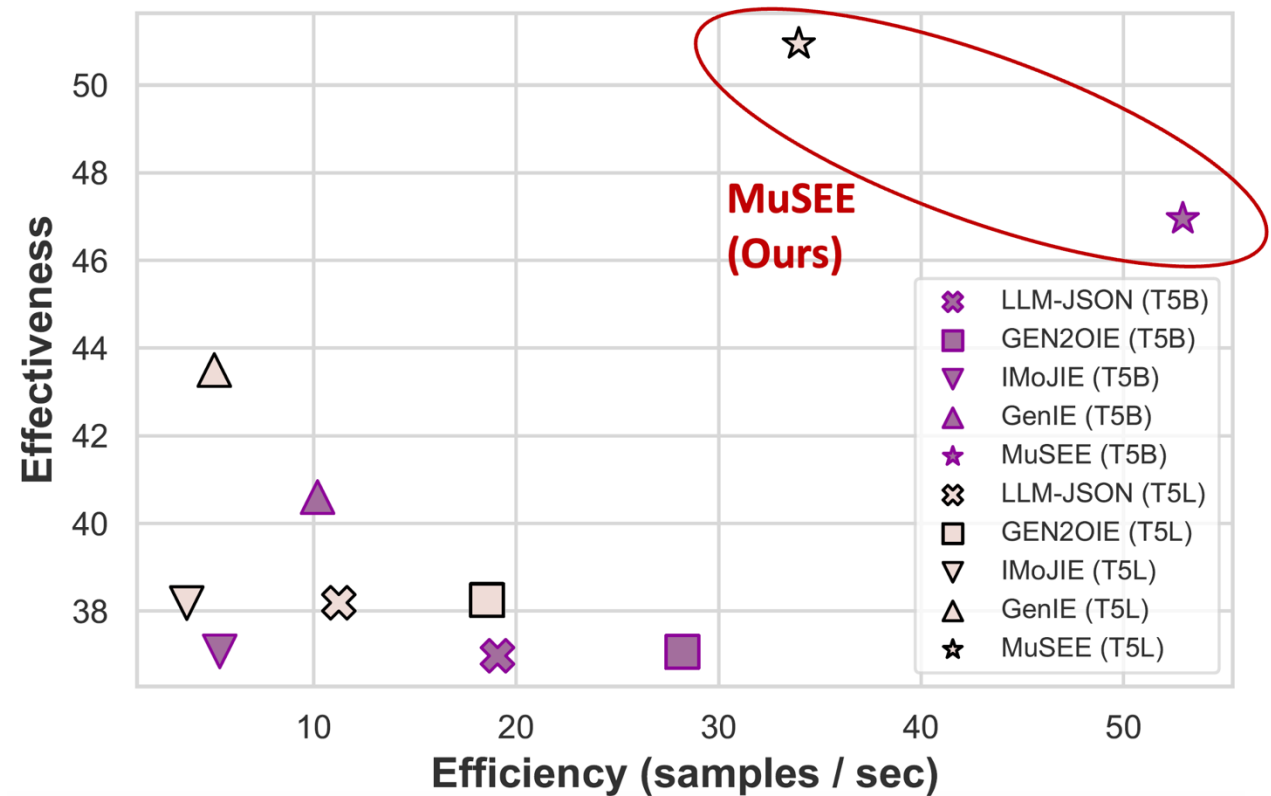 50
48
46
44
42
40
38
Effectiveness
MuSEE
(Ours)
LLM-JSON (T5B)
GEN2OIE (T5B)
IMoJIE (T5B)
GenIE (T5B)
MuSEE (T5B)
LLM-JSON (T5L)
GEN2OIE (T5L)
IMoJIE (T5L)
GenIE (T5L)
MuSEE (T5L)
10 20 30 40 50
Efficiency (samples / sec)